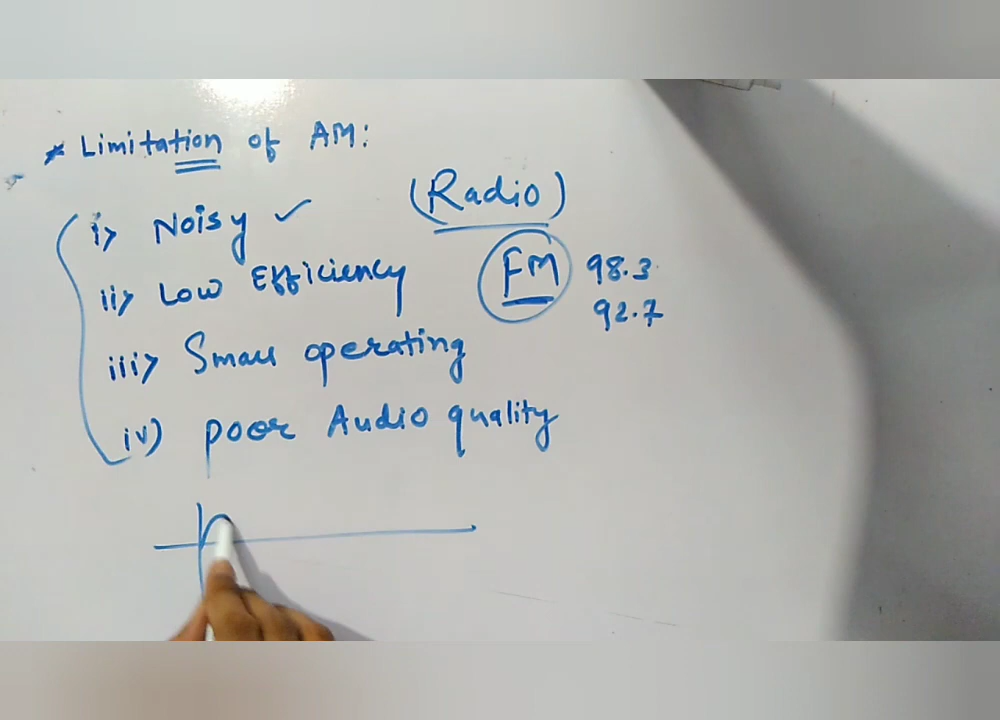 * Limitation of AM:
(Radio)
i> Noisy ✓
FM 98.3
92.7
ii> Low Efficiency
iii> Small operating
iv) poor Audio quality